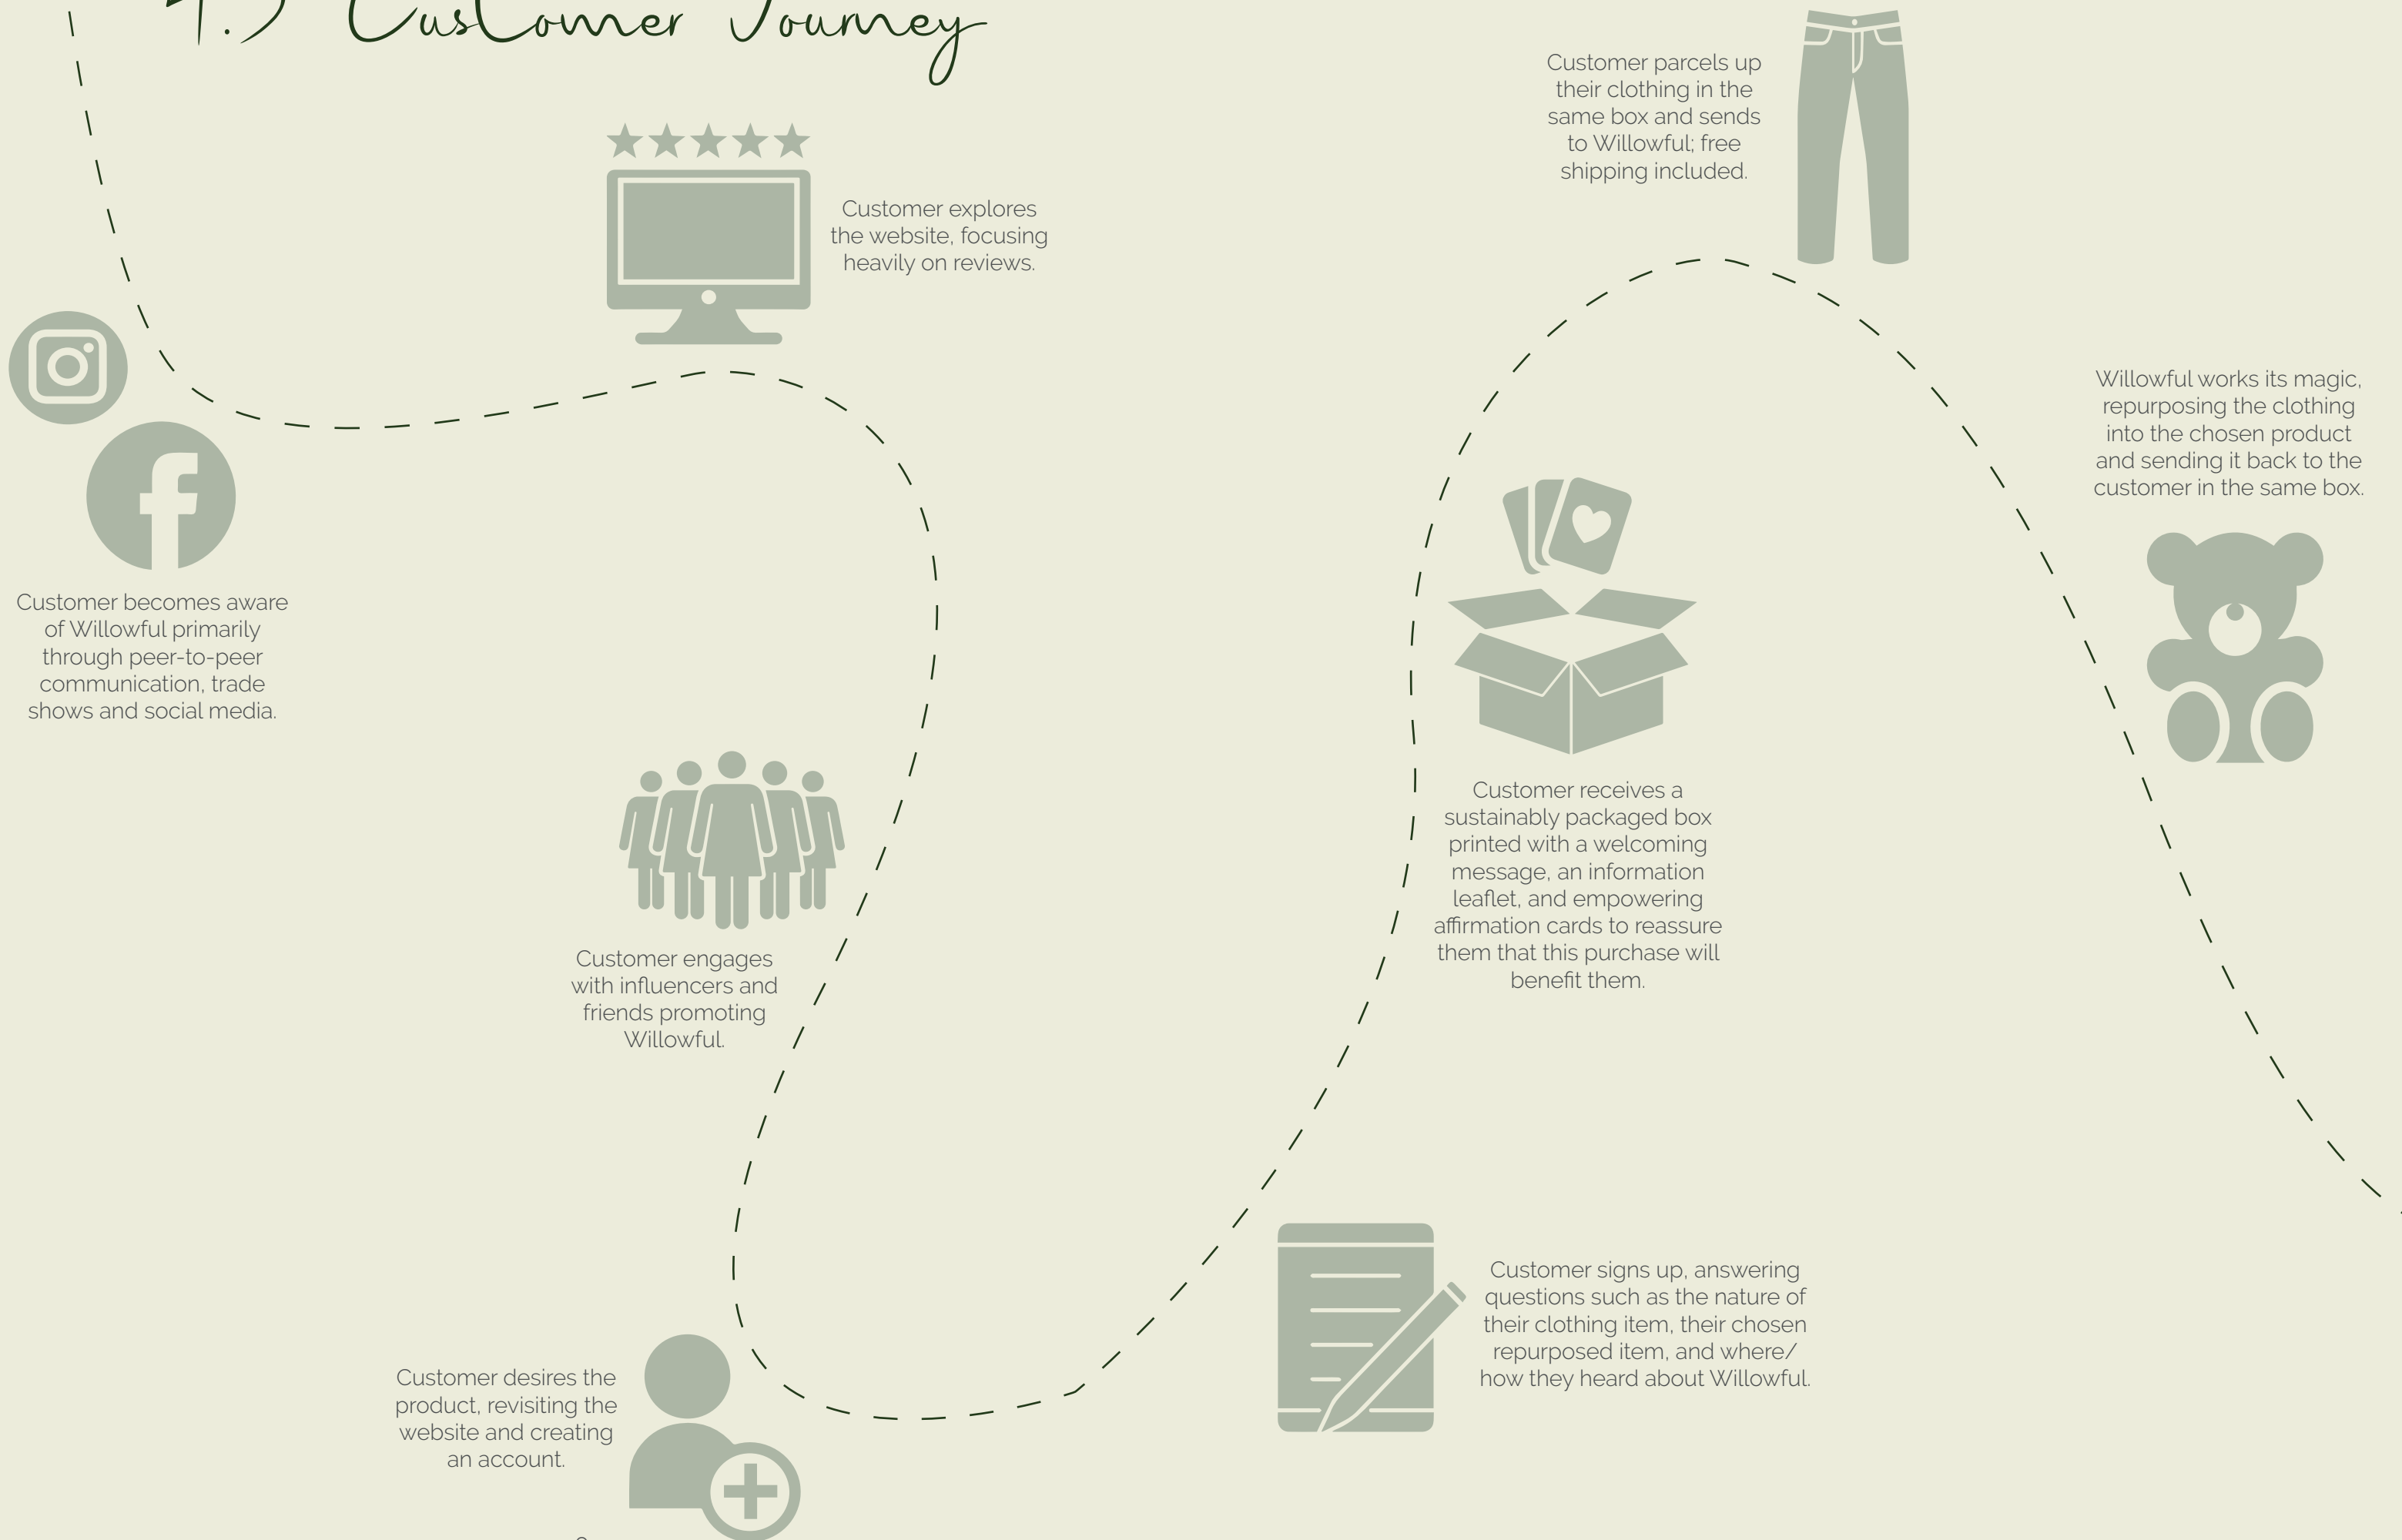 Customer Journey
Customer explores
the website, focusing
heavily on reviews.
Customer becomes aware
of Willowful primarily
through peer-to-peer
communication, trade
shows and social media.
Customer engages
with influencers and
friends promoting
Willowful.
Customer desires the
product, revisiting the
website and creating
an account.
Customer signs up, answering
questions such as the nature of
their clothing item, their chosen
repurposed item, and where/
how they heard about Willowful.
Customer receives a
sustainably packaged box
printed with a welcoming
message, an information
leaflet, and empowering
affirmation cards to reassure
them that this purchase will
benefit them.
Customer parcels up
their clothing in the
same box and sends
to Willowful; free
shipping included.
Willowful works its magic,
repurposing the clothing
into the chosen product
and sending it back to the
customer in the same box.